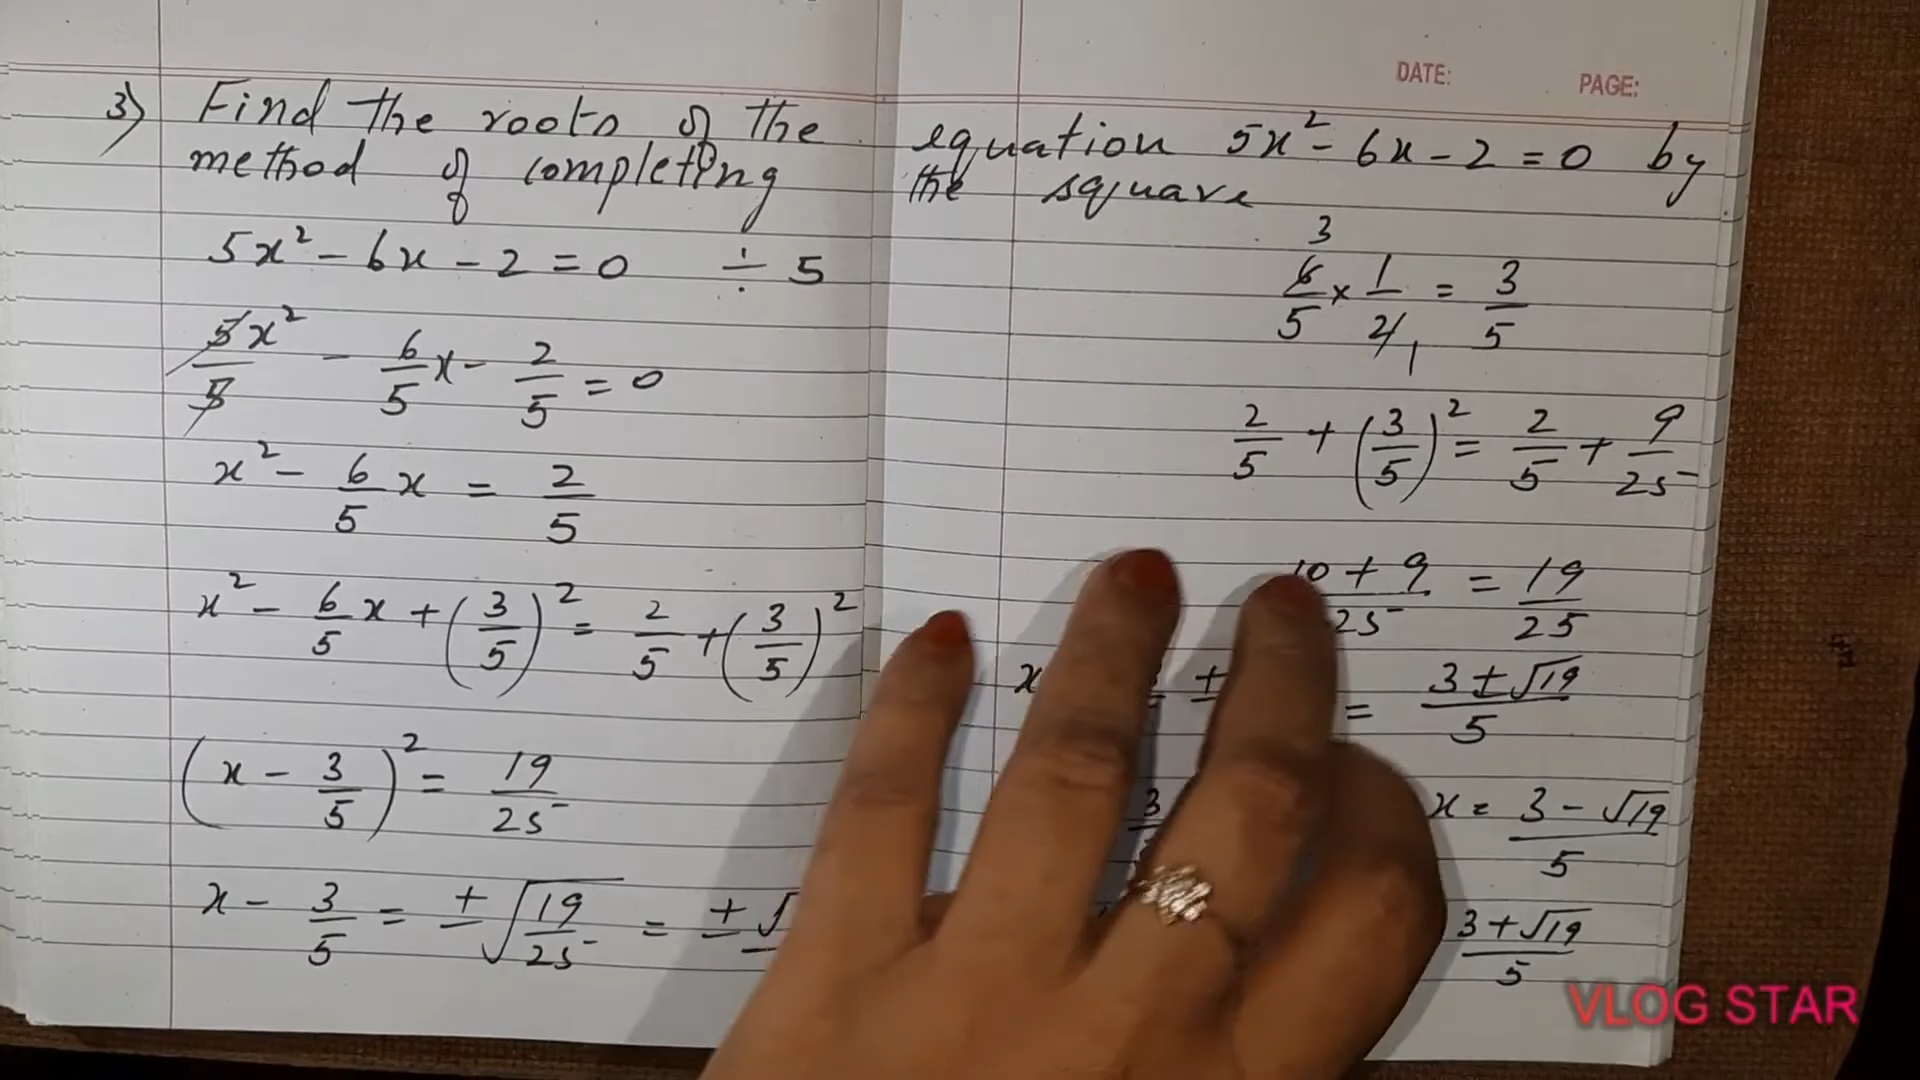 DATE: PAGE:
3) Find the roots of the equation 5x² - 6x - 2 = 0 by
method of completing the square
5x² - 6x - 2 = 0 ÷ 5
5x²/5 - 6/5 x - 2/5 = 0
x² - 6/5 x = 2/5
x² - 6/5 x + (3/5)² = 2/5 + (3/5)²
(x - 3/5)² = 19/25
x - 3/5 = ± √19/25 = ± √
3
6/5 × 1/2 1 = 3/5
2/5 + (3/5)² = 2/5 + 9/25
10 + 9/25 = 19/25
x ± = 3 ± √19/5
3 x = 3 - √19/5
3 + √19/5
VLOG STAR